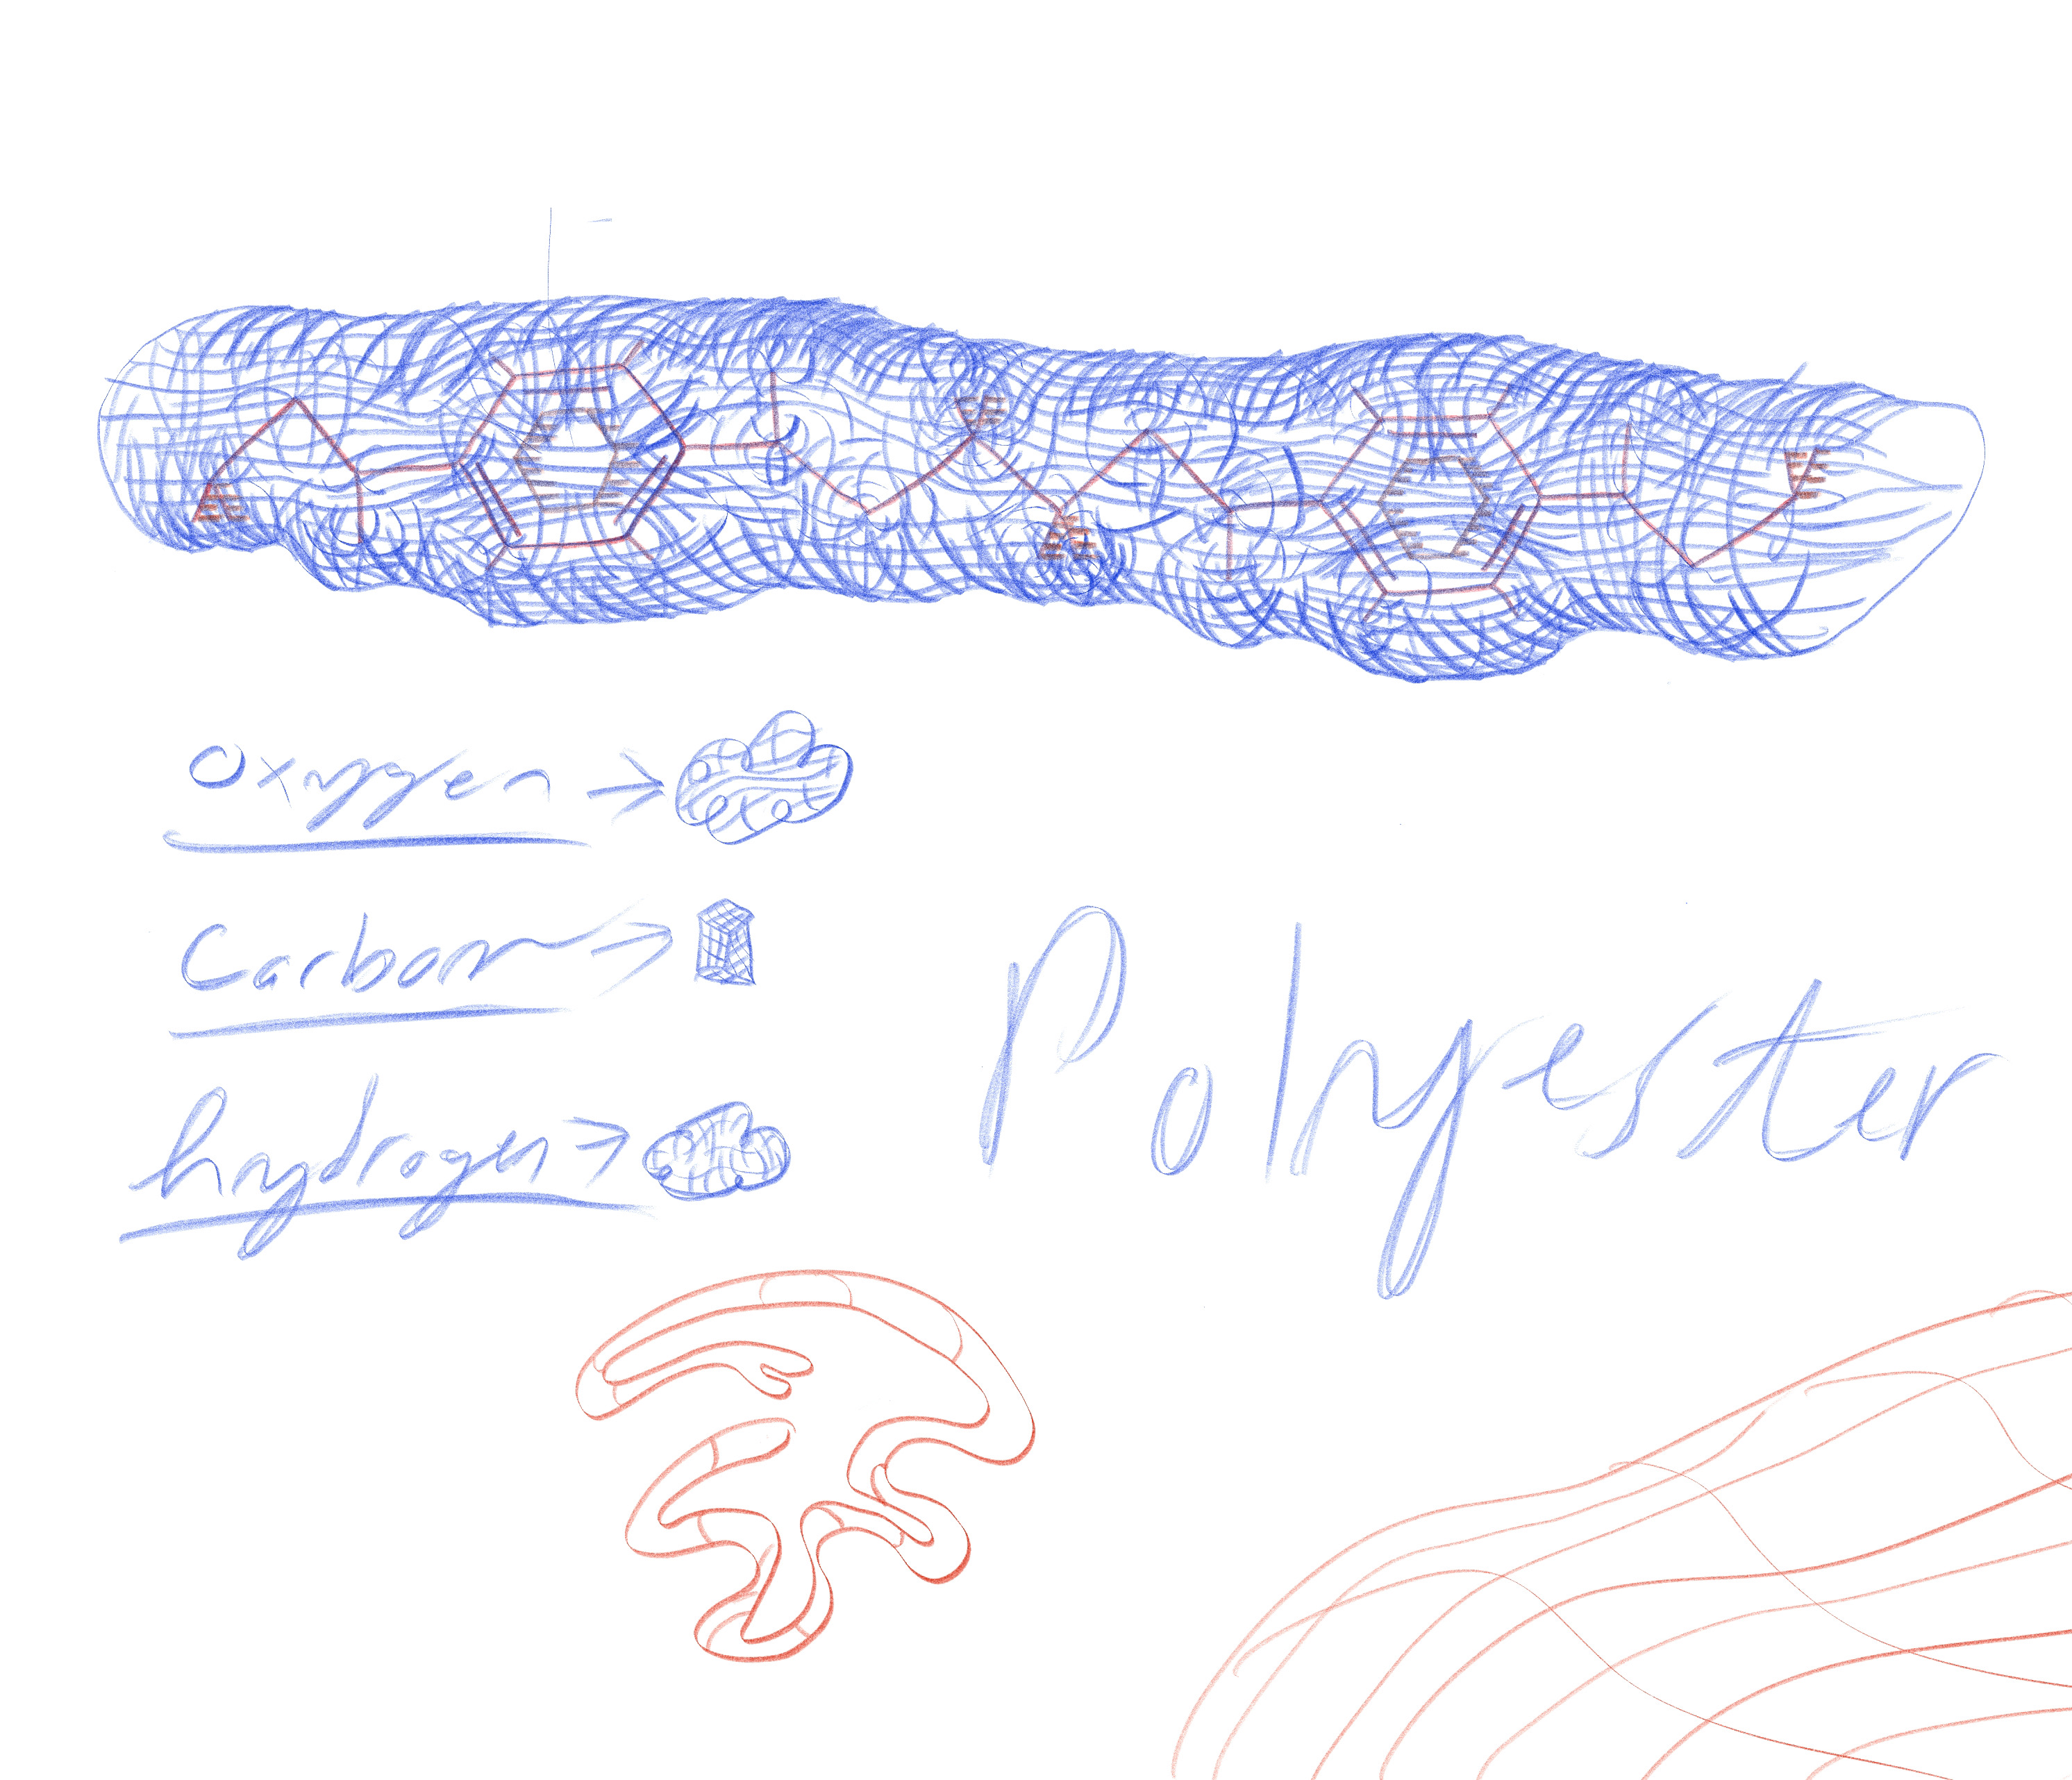 Oxygen →
Carbon →
hydrogen →
Polyester